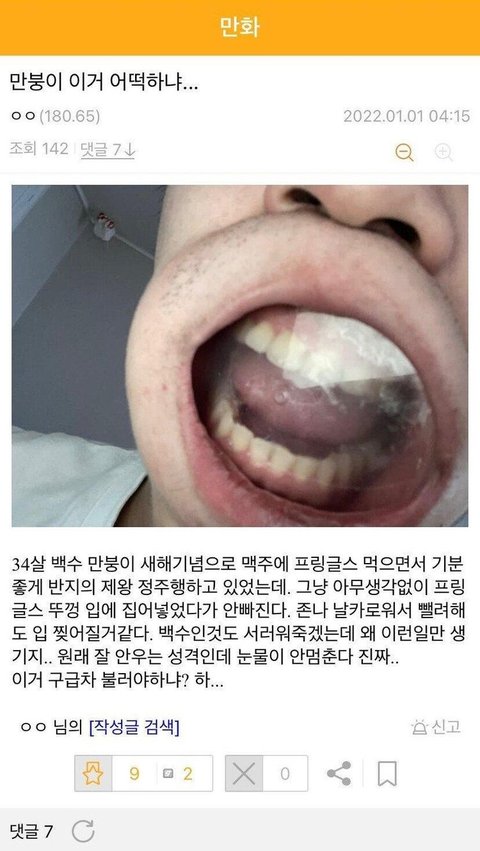 만화
만붕이 이거 어떡하냐...
ㅇㅇ(180.65)
2022.01.01 04:15
조회 142 댓글 7↓
34살 백수 만붕이 새해기념으로 맥주에 프링글스 먹으면서 기분
좋게 반지의 제왕 정주행하고 있었는데. 그냥 아무생각없이 프링
글스 뚜껑 입에 집어넣었다가 안빠진다. 존나 날카로워서 뺄려해
도 입 찢어질거같다. 백수인것도 서러워죽겠는데 왜 이런일만 생
기지.. 원래 잘 안우는 성격인데 눈물이 안멈춘다 진짜..
이거 구급차 불러야하냐? 하...
ㅇㅇ 님의 [작성글 검색]
신고
9 2 0
댓글 7